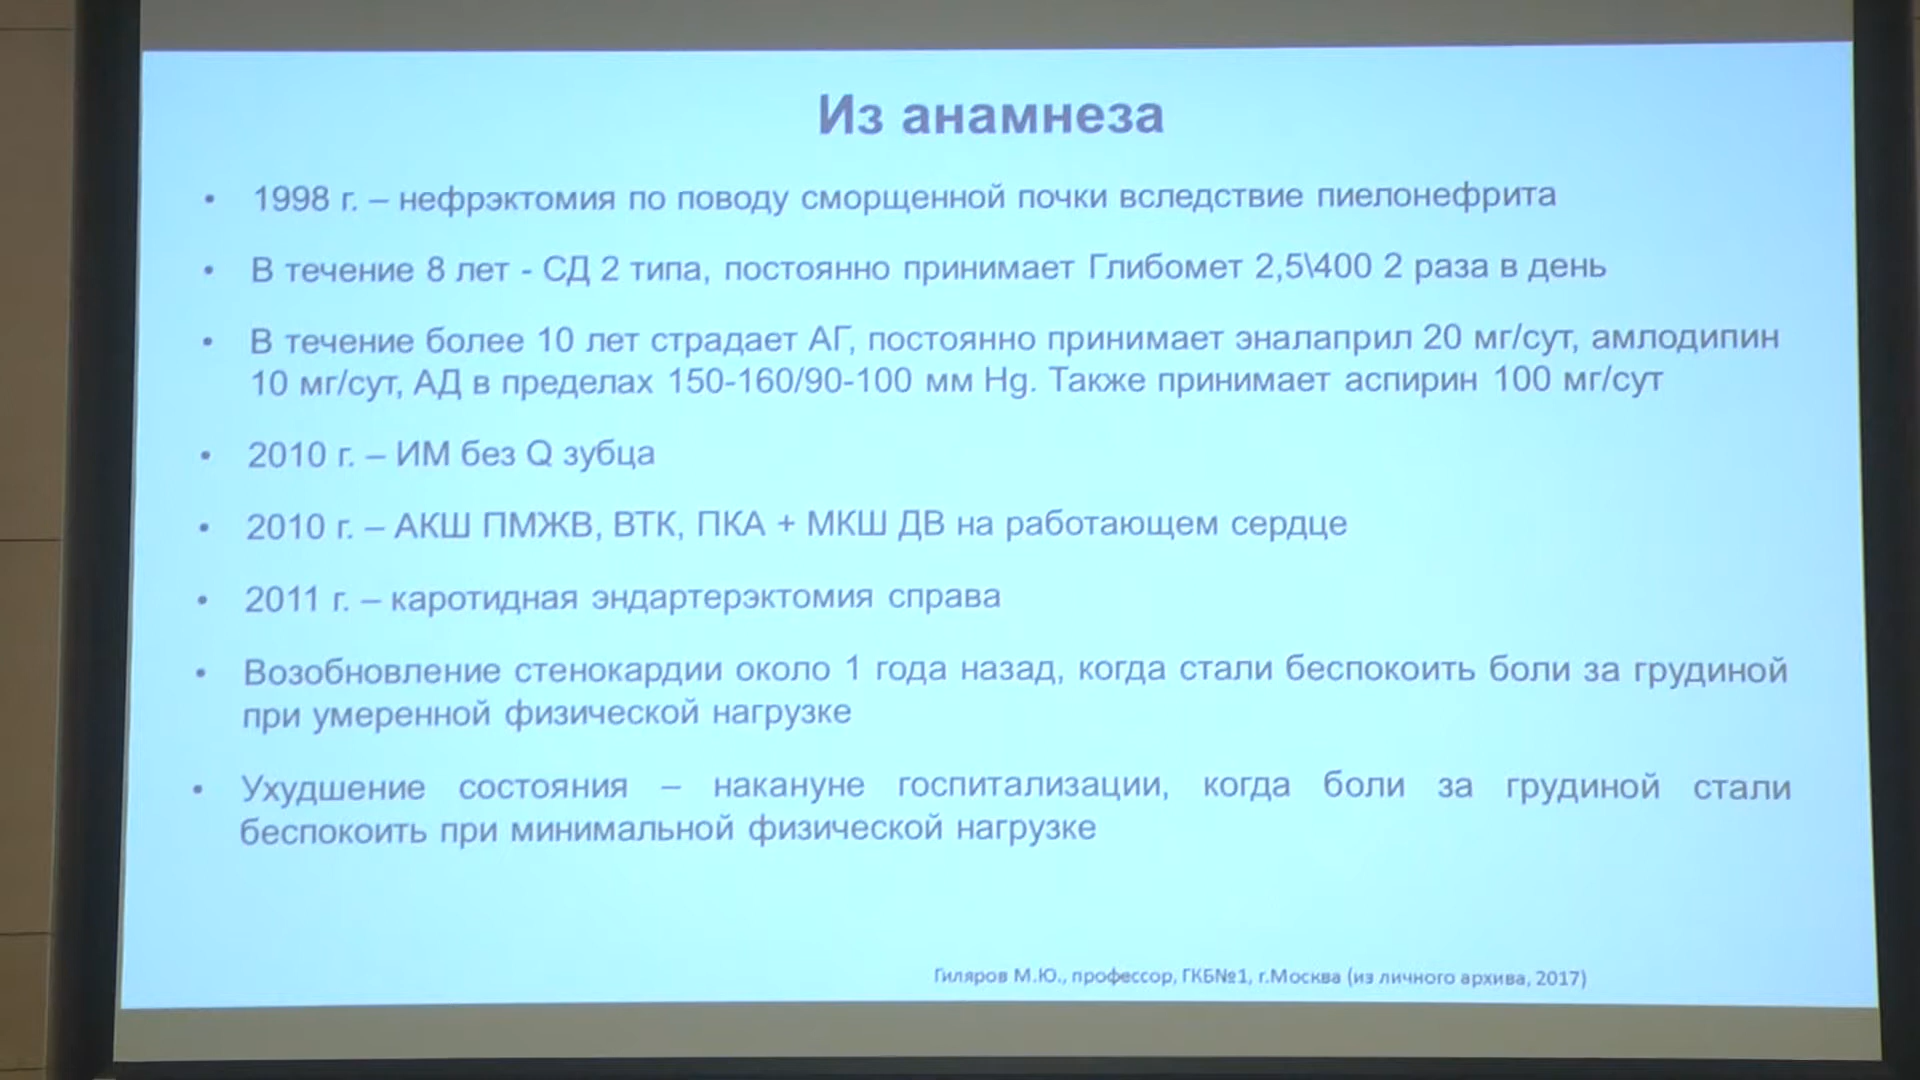 Из анамнеза
• 1998 г. – нефрэктомия по поводу сморщенной почки вследствие пиелонефрита
• В течение 8 лет - СД 2 типа, постоянно принимает Глибомет 2,5\400 2 раза в день
• В течение более 10 лет страдает АГ, постоянно принимает эналаприл 20 мг/сут, амлодипин
10 мг/сут, АД в пределах 150-160/90-100 мм Hg. Также принимает аспирин 100 мг/сут
• 2010 г. – ИМ без Q зубца
• 2010 г. – АКШ ПМЖВ, ВТК, ПКА + МКШ ДВ на работающем сердце
• 2011 г. – каротидная эндартерэктомия справа
• Возобновление стенокардии около 1 года назад, когда стали беспокоить боли за грудиной
при умеренной физической нагрузке
• Ухудшение состояния – накануне госпитализации, когда боли за грудиной стали
беспокоить при минимальной физической нагрузке
Гиляров М.Ю., профессор, ГКБ№1, г.Москва (из личного архива, 2017)